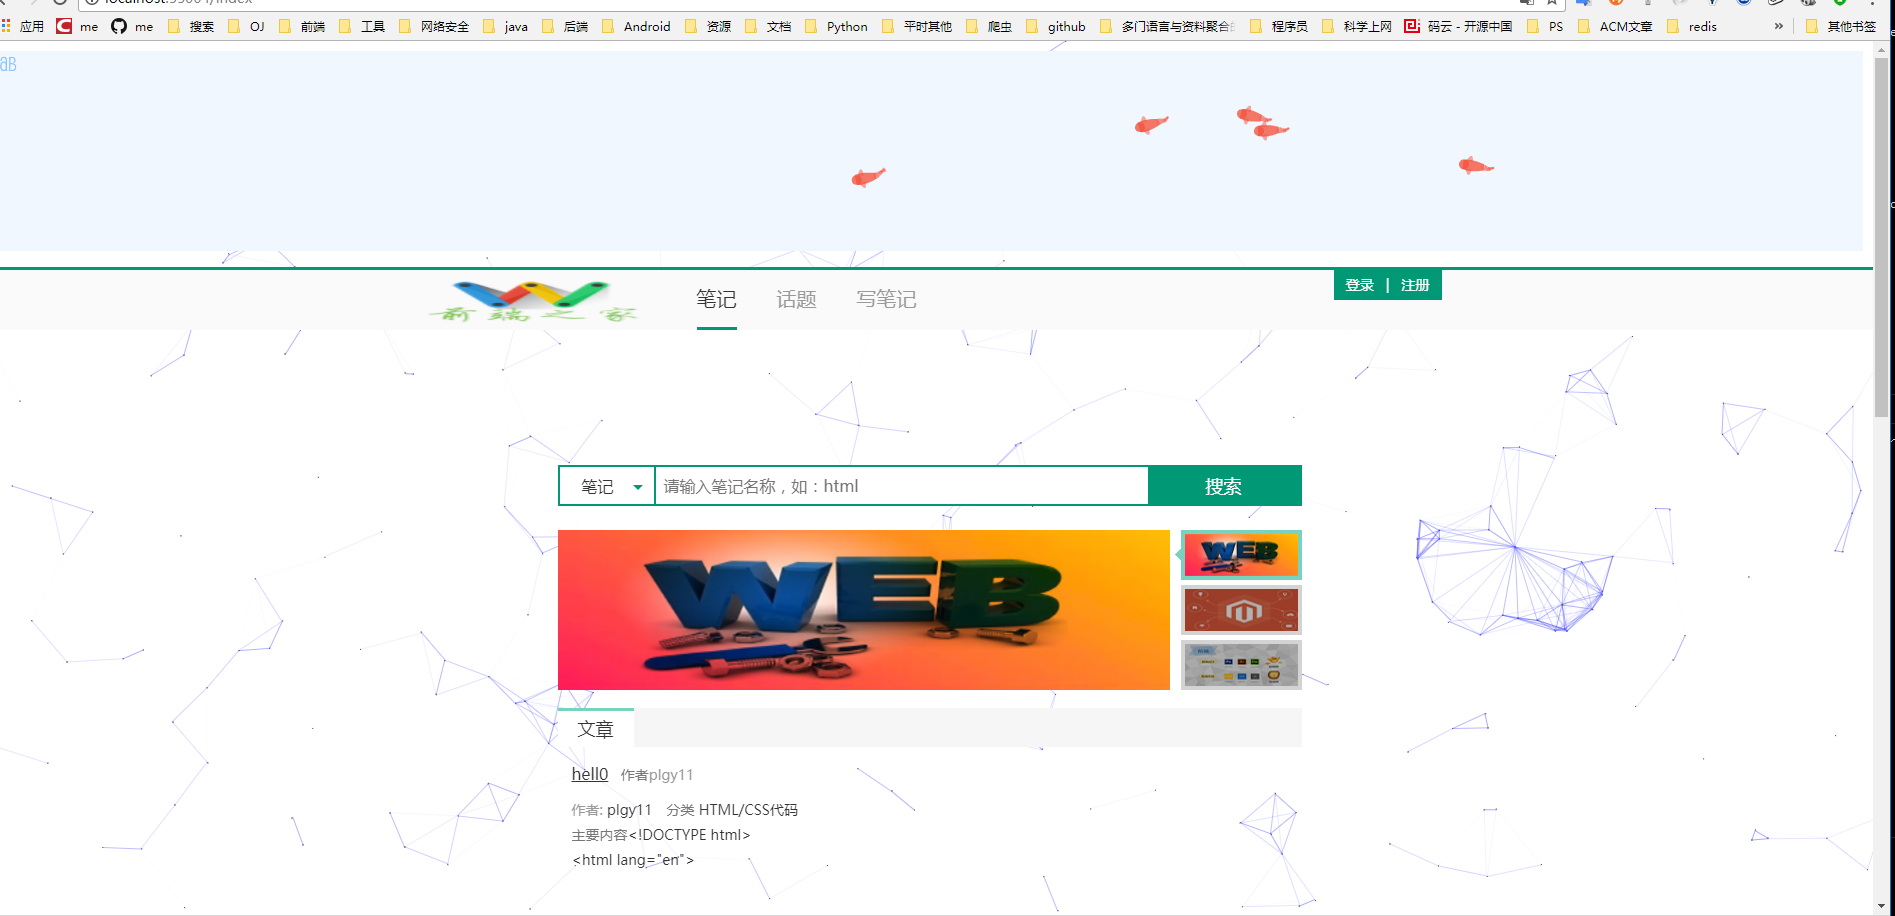 应用 me me 搜索 OJ 前端 工具 网络安全 java 后端 Android 资源 文档 Python 平时其他 爬虫 github 多门语言与资料聚合 程序员 科学上网 码云 - 开源中国 PS ACM文章 redis » 其他书签
登录 | 注册
前端之家 笔记 话题 写笔记
笔记 请输入笔记名称，如：html 搜索
WEB WEB
文章
hell0 作者plgy11
作者: plgy11 分类 HTML/CSS代码
主要内容<!DOCTYPE html>
<html lang="en">